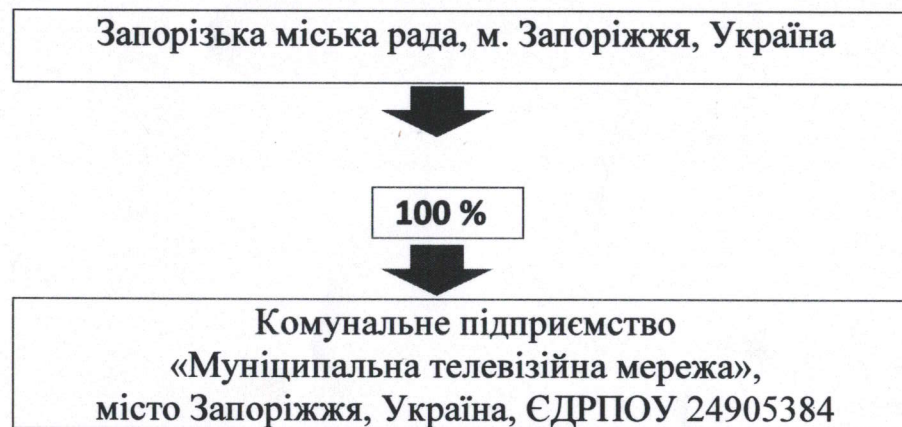 Запорізька міська рада, м. Запоріжжя, Україна
100 %
Комунальне підприємство
«Муніципальна телевізійна мережа»,
місто Запоріжжя, Україна, ЄДРПОУ 24905384